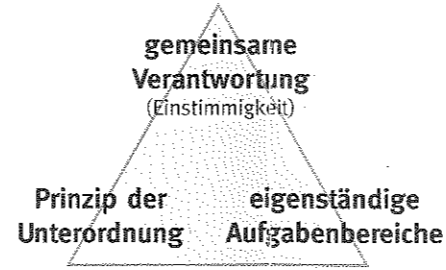 gemeinsame
Verantwortung
(Einstimmigkeit)
Prinzip der
Unterordnung
eigenständige
Aufgabenbereiche